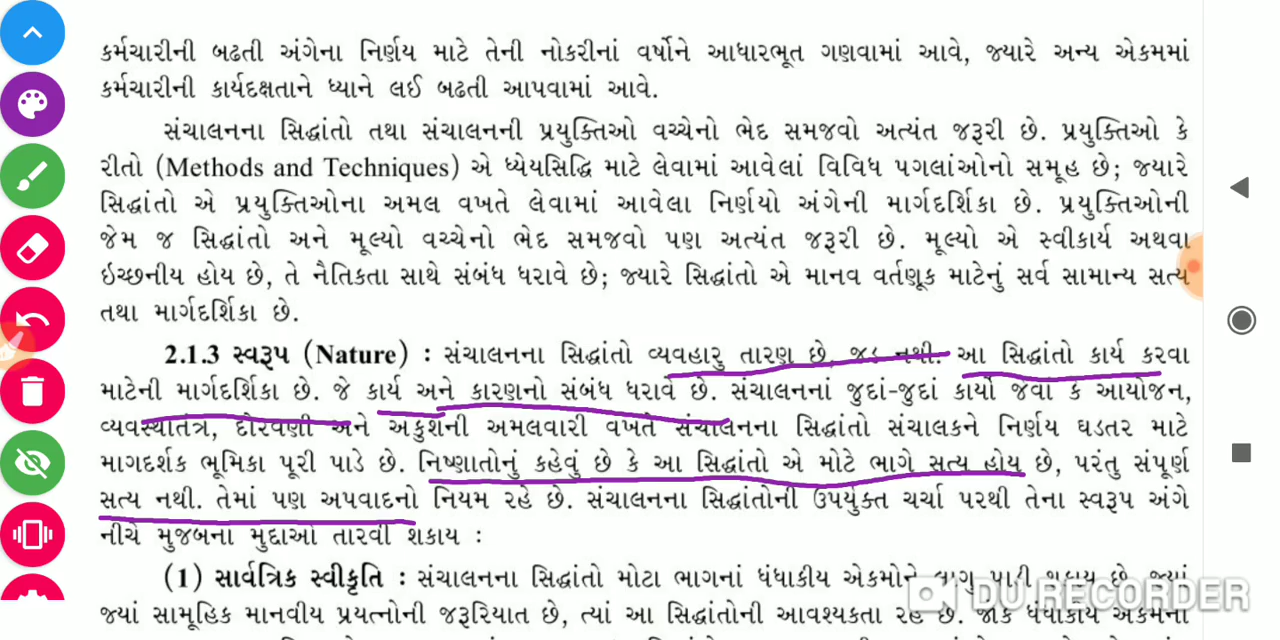 કર્મચારીની બઢતી અંગેના નિર્ણય માટે તેની નોકરીનાં વર્ષોને આધારભૂત ગણવામાં આવે, જ્યારે અન્ય એકમમાં
કર્મચારીની કાર્યદક્ષતાને ધ્યાને લઈ બઢતી આપવામાં આવે.
સંચાલનના સિદ્ધાંતો તથા સંચાલનની પ્રયુક્તિઓ વચ્ચેનો ભેદ સમજવો અત્યંત જરૂરી છે. પ્રયુક્તિઓ કે
રીતો (Methods and Techniques) એ ધ્યેયસિદ્ધિ માટે લેવામાં આવેલાં વિવિધ પગલાંઓનો સમૂહ છે; જ્યારે
સિદ્ધાંતો એ પ્રયુક્તિઓના અમલ વખતે લેવામાં આવેલા નિર્ણયો અંગેની માર્ગદર્શિકા છે. પ્રયુક્તિઓની
જેમ જ સિદ્ધાંતો અને મૂલ્યો વચ્ચેનો ભેદ સમજવો પણ અત્યંત જરૂરી છે. મૂલ્યો એ સ્વીકાર્ય અથવા
ઇચ્છનીય હોય છે, તે નૈતિકતા સાથે સંબંધ ધરાવે છે; જ્યારે સિદ્ધાંતો એ માનવ વર્તણૂક માટેનું સર્વ સામાન્ય સત્ય
તથા માર્ગદર્શિકા છે.
2.1.3 સ્વરૂપ (Nature) : સંચાલનના સિદ્ધાંતો વ્યવહારુ તારણ છે, જડ નથી. આ સિદ્ધાંતો કાર્ય કરવા
માટેની માર્ગદર્શિકા છે. જે કાર્ય અને કારણનો સંબંધ ધરાવે છે. સંચાલનનાં જુદાં-જુદાં કાર્યો જેવા કે આયોજન,
વ્યવસ્થાતંત્ર, દોરવણી અને અંકુશની અમલવારી વખતે સંચાલનના સિદ્ધાંતો સંચાલકને નિર્ણય ઘડતર માટે
માગદર્શક ભૂમિકા પૂરી પાડે છે. નિષ્ણાતોનું કહેવું છે કે આ સિદ્ધાંતો એ મોટે ભાગે સત્ય હોય છે, પરંતુ સંપૂર્ણ
સત્ય નથી. તેમાં પણ અપવાદનો નિયમ રહે છે. સંચાલનના સિદ્ધાંતોની ઉપર્યુક્ત ચર્ચા પરથી તેના સ્વરૂપ અંગે
નીચે મુજબના મુદ્દાઓ તારવી શકાય :
(1) સાર્વત્રિક સ્વીકૃતિ : સંચાલનના સિદ્ધાંતો મોટા ભાગનાં ધંધાકીય એકમોને લાગુ પાડી શકાય છે. જ્યાં
જ્યાં સામૂહિક માનવીય પ્રયત્નોની જરૂરિયાત છે, ત્યાં આ સિદ્ધાંતોની આવશ્યકતા રહે છે. જોકે ધંધાકીય એકમના
DU RECORDER